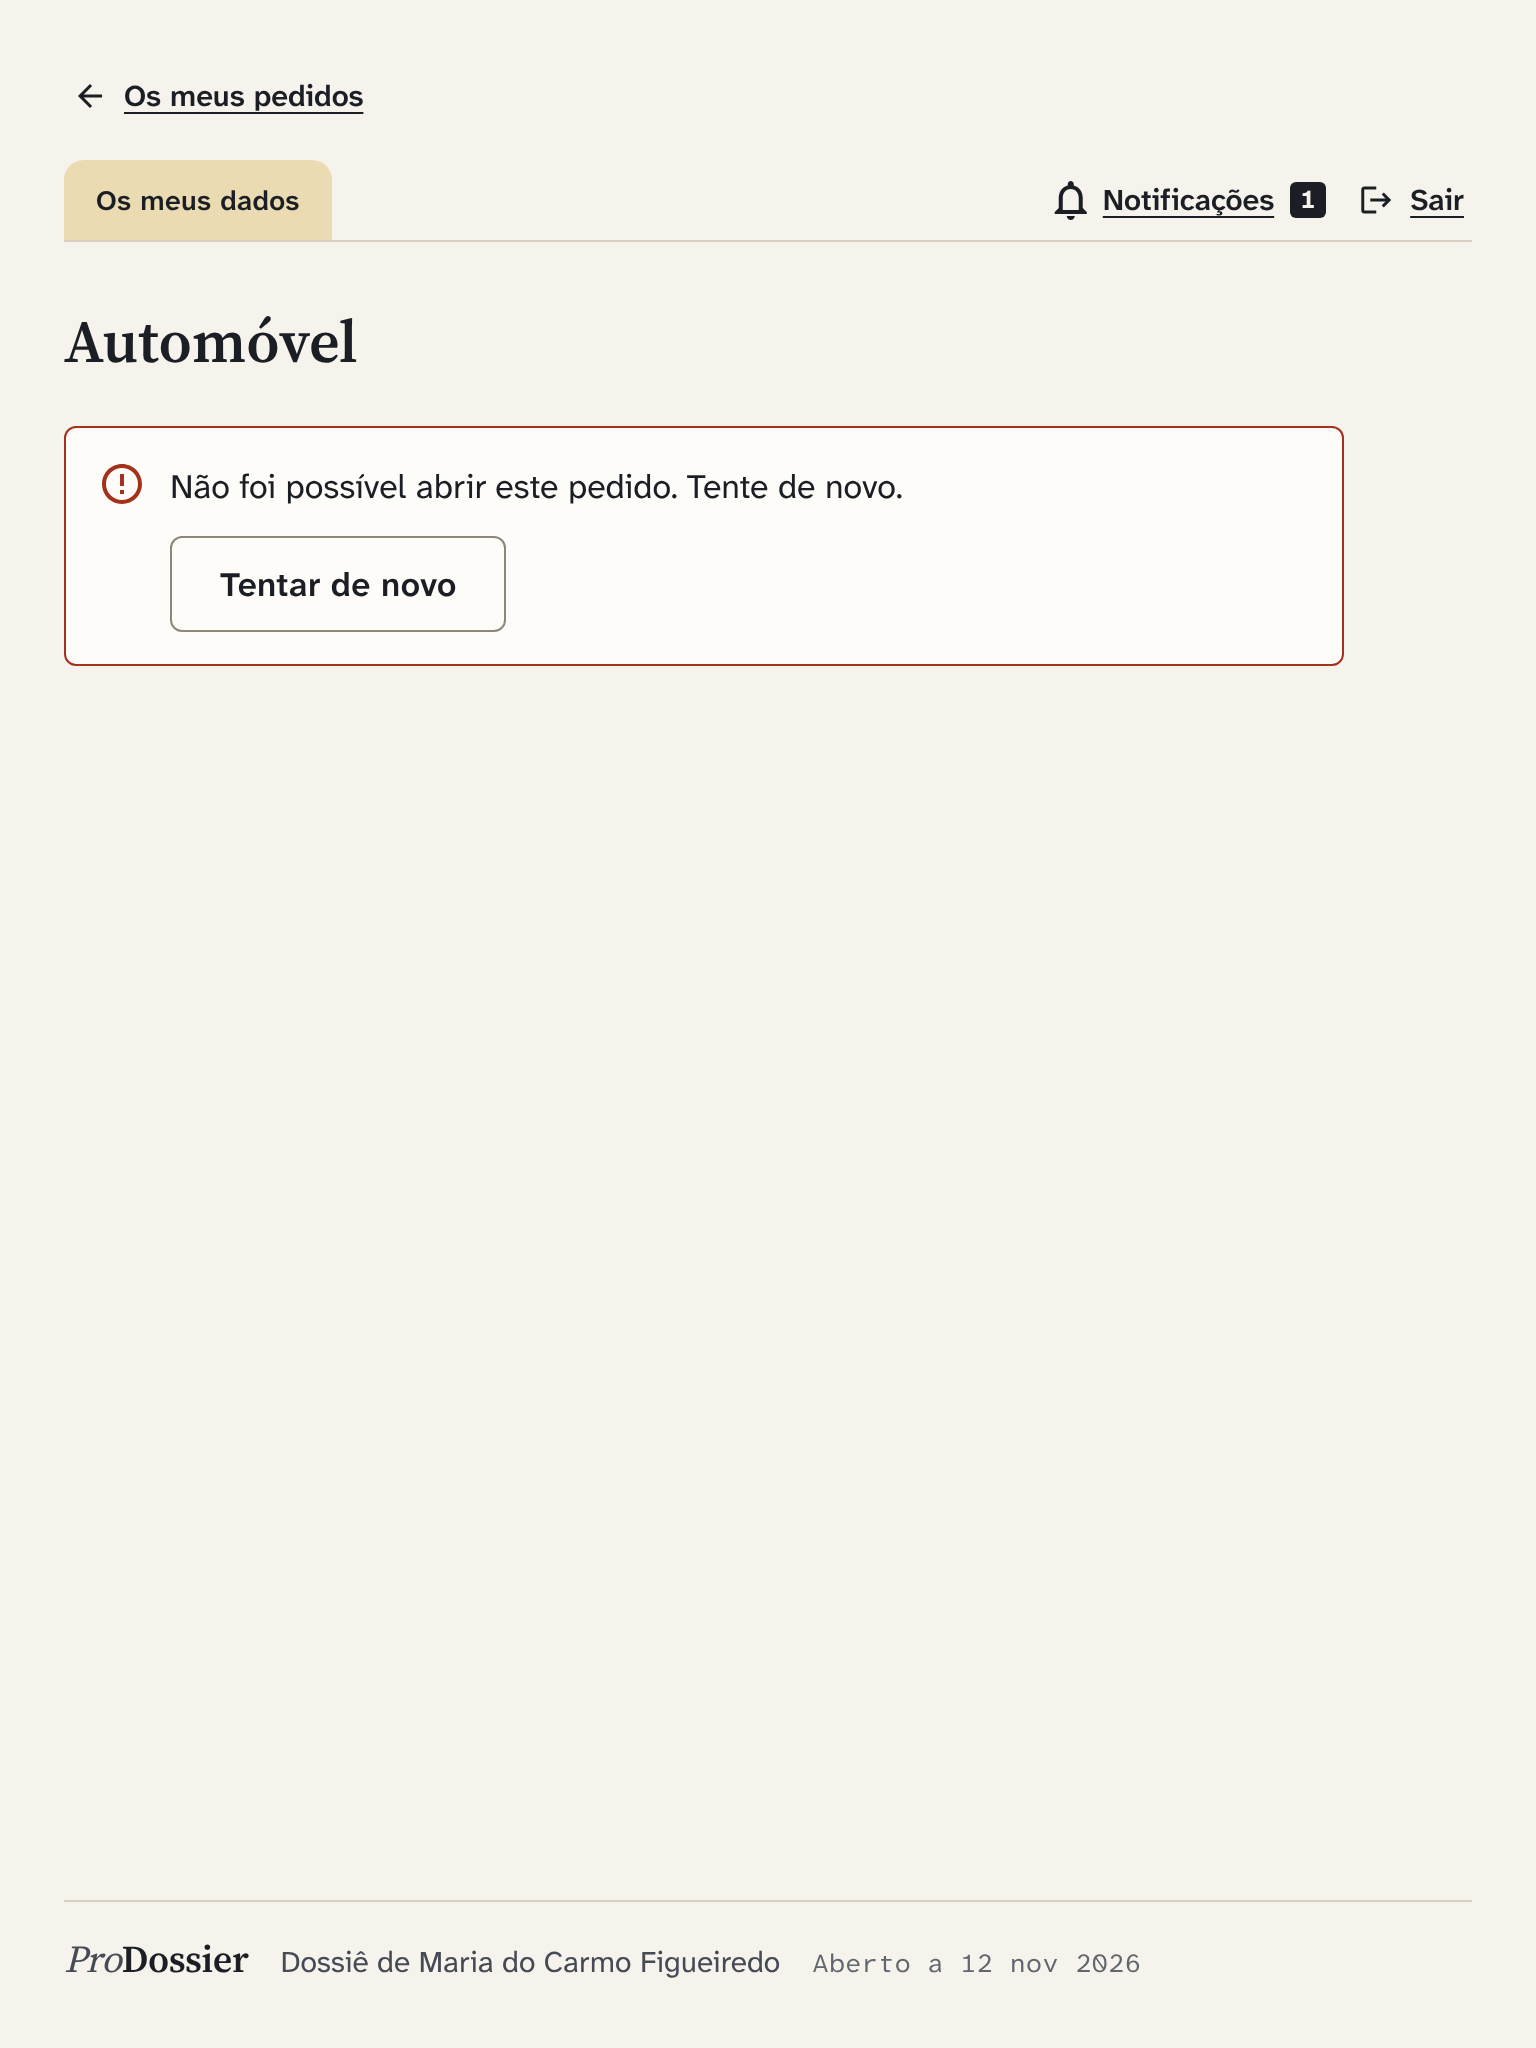 Os meus pedidos
Os meus dados
Notificações 1 Sair
Automóvel
Não foi possível abrir este pedido. Tente de novo.
Tentar de novo
ProDossier Dossiê de Maria do Carmo Figueiredo Aberto a 12 nov 2026